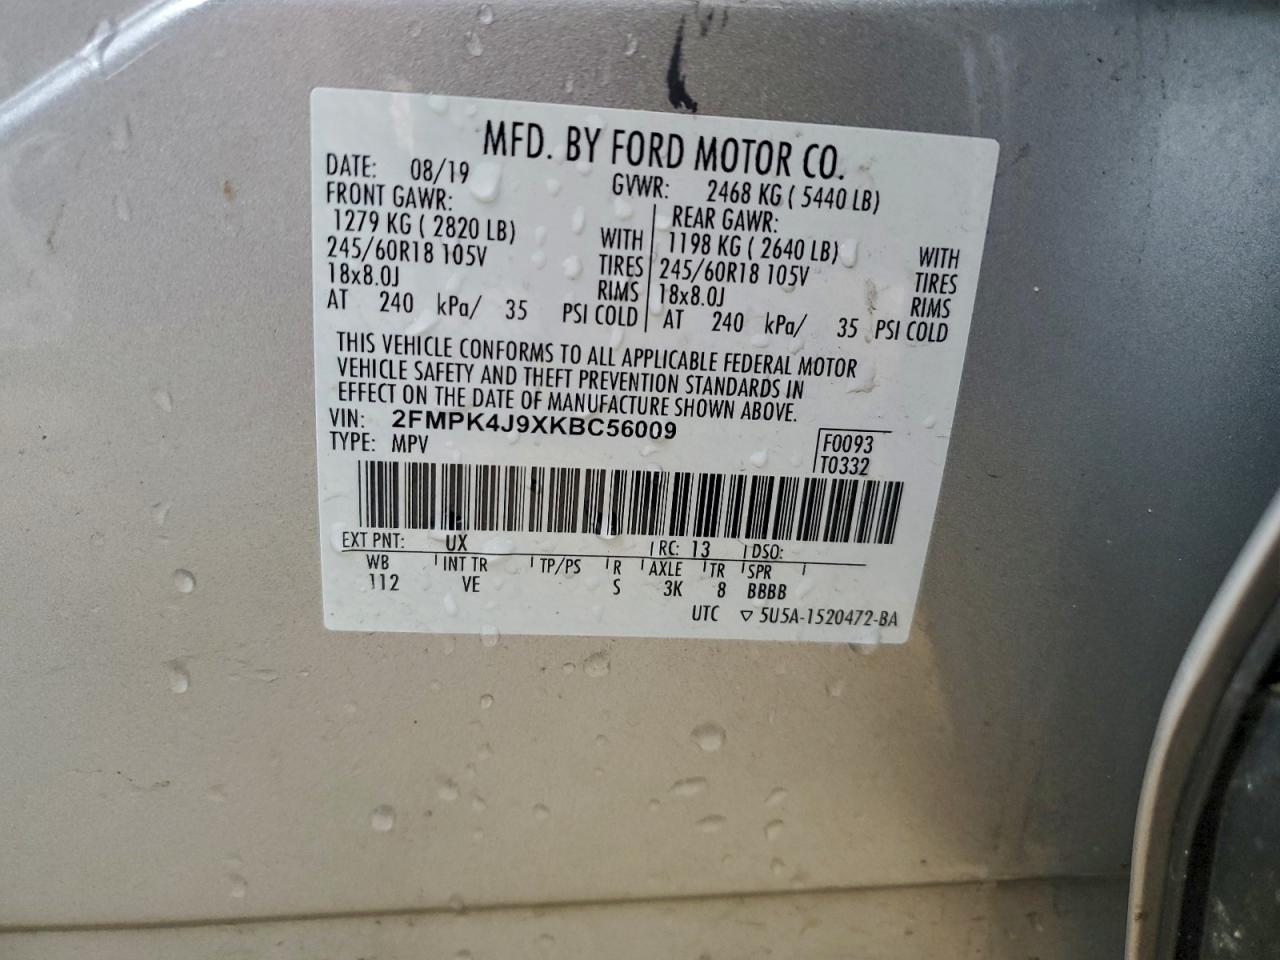 MFD. BY FORD MOTOR CO.
DATE: 08/19 GVWR: 2468 KG ( 5440 LB)
FRONT GAWR: REAR GAWR:
1279 KG ( 2820 LB) WITH 1198 KG ( 2640 LB) WITH
245/60R18 105V TIRES 245/60R18 105V TIRES
18x8.0J RIMS 18x8.0J RIMS
AT 240 kPa/ 35 PSI COLD AT 240 kPa/ 35 PSI COLD
THIS VEHICLE CONFORMS TO ALL APPLICABLE FEDERAL MOTOR
VEHICLE SAFETY AND THEFT PREVENTION STANDARDS IN
EFFECT ON THE DATE OF MANUFACTURE SHOWN ABOVE.
VIN: 2FMPK4J9XKBC56009
TYPE: MPV
F0093
T0332
EXT PNT: UX RC: 13 DSO:
WB INT TR TP/PS R AXLE TR SPR
112 VE S 3K 8 BBBB
UTC ▽ 5U5A-1520472-BA